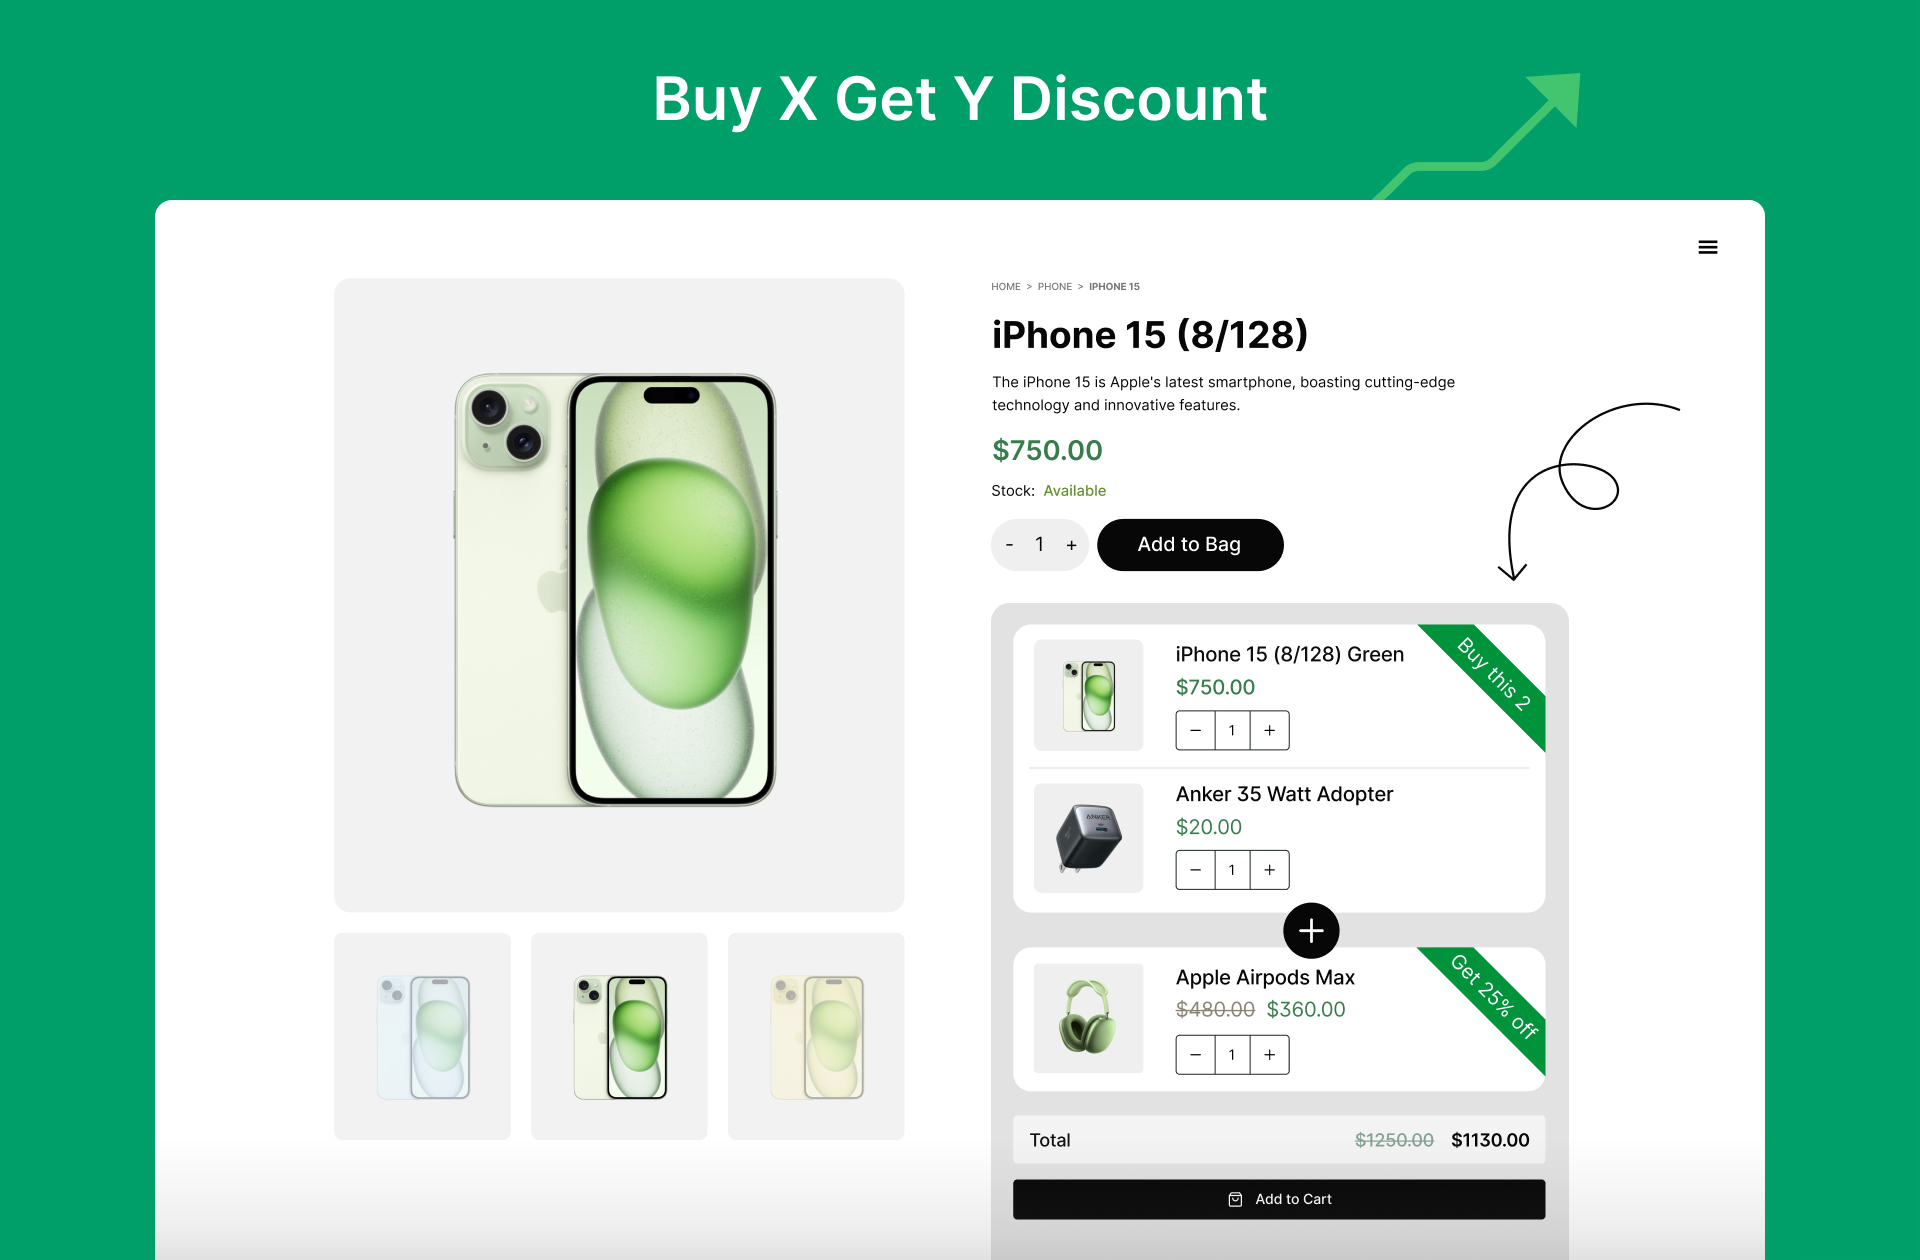 Buy X Get Y Discount
HOME > PHONE > IPHONE 15
iPhone 15 (8/128)
The iPhone 15 is Apple's latest smartphone, boasting cutting-edge
technology and innovative features.
$750.00
Stock: Available
- 1 +
Add to Bag
iPhone 15 (8/128) Green
$750.00
− 1 +
Buy this 2
Anker 35 Watt Adopter
$20.00
− 1 +
ANKER
+
Apple Airpods Max
$480.00 $360.00
− 1 +
Get 25% off
Total $1250.00 $1130.00
Add to Cart